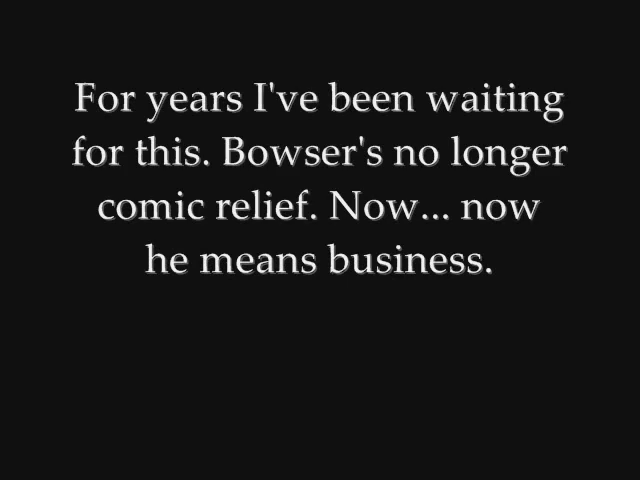 For years I've been waiting
for this. Bowser's no longer
comic relief. Now... now
he means business.